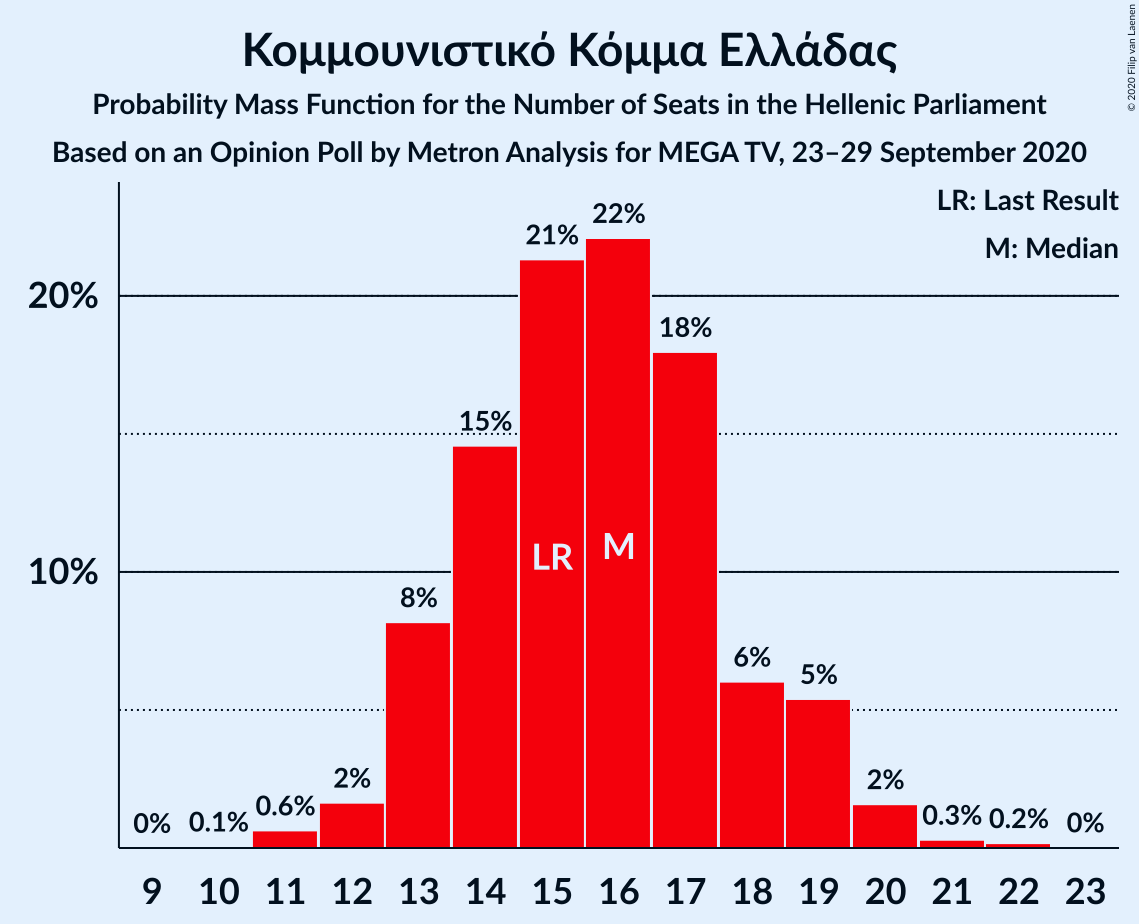 Κομμουνιστικό Κόμμα Ελλάδας
Probability Mass Function for the Number of Seats in the Hellenic Parliament
Based on an Opinion Poll by Metron Analysis for MEGA TV, 23–29 September 2020
© 2020 Filip van Laenen
LR: Last Result
M: Median
20%
10%
0%
0.1%
0.6%
2%
8%
15%
21%
22%
18%
6%
5%
2%
0.3%
0.2%
0%
LR
M
9 10 11 12 13 14 15 16 17 18 19 20 21 22 23